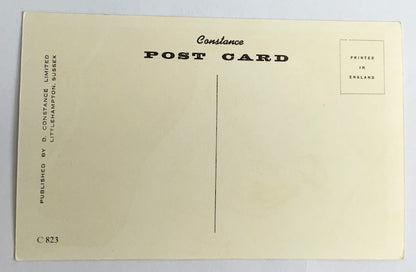 Constance
POST CARD
PRINTED
IN
ENGLAND
PUBLISHED BY D. CONSTANCE LIMITED
LITTLEHAMPTON, SUSSEX
C 823